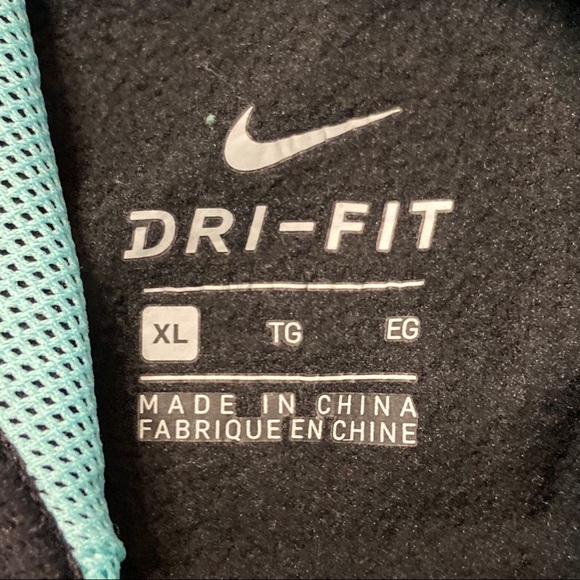 DRI-FIT
XL TG EG
MADE IN CHINA
FABRIQUE EN CHINE